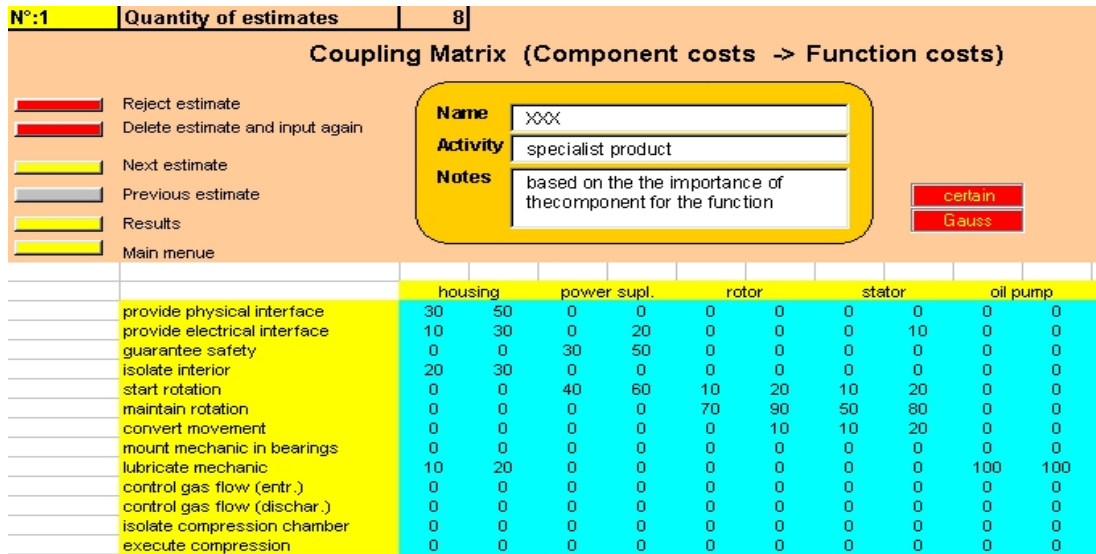 N°:1 Quantity of estimates 8
Coupling Matrix (Component costs -> Function costs)
Reject estimate
Delete estimate and input again
Next estimate
Previous estimate
Results
Main menue
Name XXX
Activity specialist product
Notes based on the the importance of
thecomponent for the function
certain
Gauss
housing power supl. rotor stator oil pump
provide physical interface 30 50 0 0 0 0 0 0 0 0
provide electrical interface 10 30 0 20 0 0 0 10 0 0
guarantee safety 0 0 30 50 0 0 0 0 0 0
isolate interior 20 30 0 0 0 0 0 0 0 0
start rotation 0 0 40 60 10 20 10 20 0 0
maintain rotation 0 0 0 0 70 90 50 80 0 0
convert movement 0 0 0 0 0 10 10 20 0 0
mount mechanic in bearings 0 0 0 0 0 0 0 0 0 0
lubricate mechanic 10 20 0 0 0 0 0 0 100 100
control gas flow (entr.) 0 0 0 0 0 0 0 0 0 0
control gas flow (dischar.) 0 0 0 0 0 0 0 0 0 0
isolate compression chamber 0 0 0 0 0 0 0 0 0 0
execute compression 0 0 0 0 0 0 0 0 0 0